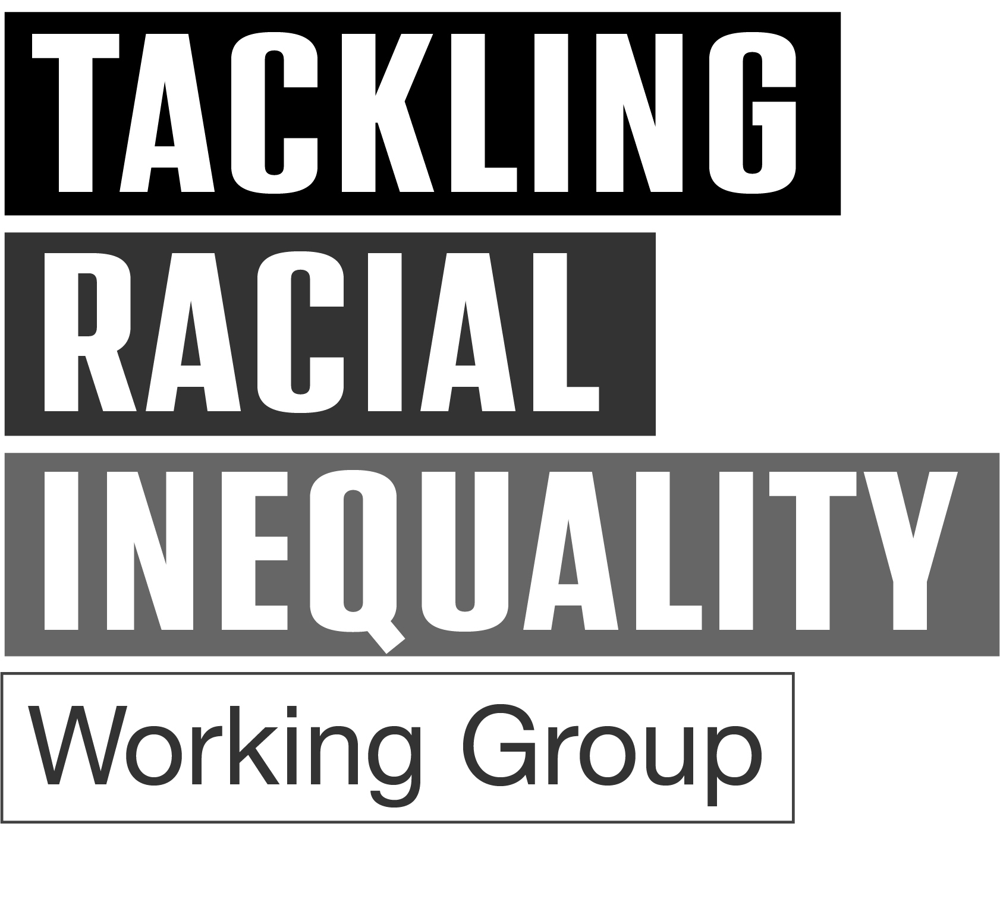 TACKLING
RACIAL
INEQUALITY
Working Group